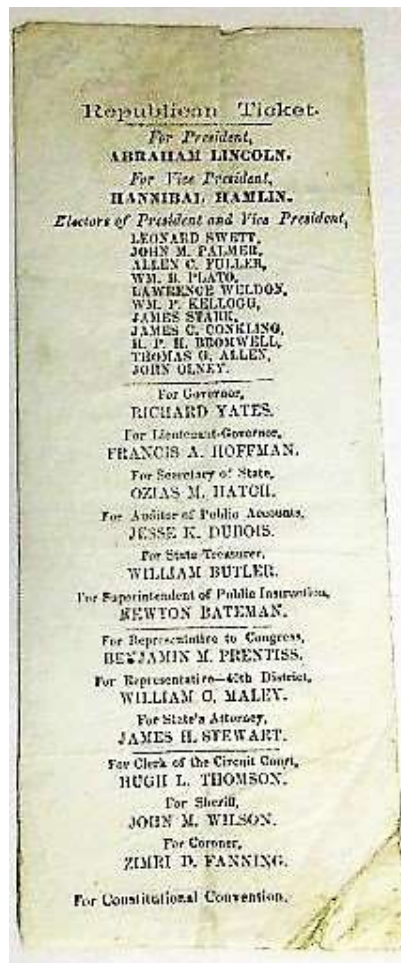 Republican Ticket.
For President,
ABRAHAM LINCOLN.
For Vice President,
HANNIBAL HAMLIN.
Electors of President and Vice President,
LEONARD SWETT,
JOHN M. PALMER,
ALLEN C. FULLER,
WM. B. PLATO,
LAWRENCE WELDON,
WM. P. KELLOGG,
JAMES STARK,
JAMES C. CONKLING,
H. P. H. BROMWELL,
THOMAS G. ALLEN,
JOHN OLNEY.
For Governor,
RICHARD YATES.
For Lieutenant-Governor,
FRANCIS A. HOFFMAN.
For Secretary of State,
OZIAS M. HATCH.
For Auditor of Public Accounts,
JESSE K. DUBOIS.
For State Treasurer,
WILLIAM BUTLER.
For Superintendent of Public Instruction,
NEWTON BATEMAN.
For Representative to Congress,
BENJAMIN M. PRENTISS.
For Representative— District,
WILLIAM C. MALEY.
For State's Attorney,
JAMES H. STEWART.
For Clerk of the Circuit Court,
HUGH L. THOMSON.
For Sheriff,
JOHN M. WILSON.
For Coroner,
ZIMRI D. FANNING.
For Constitutional Convention.